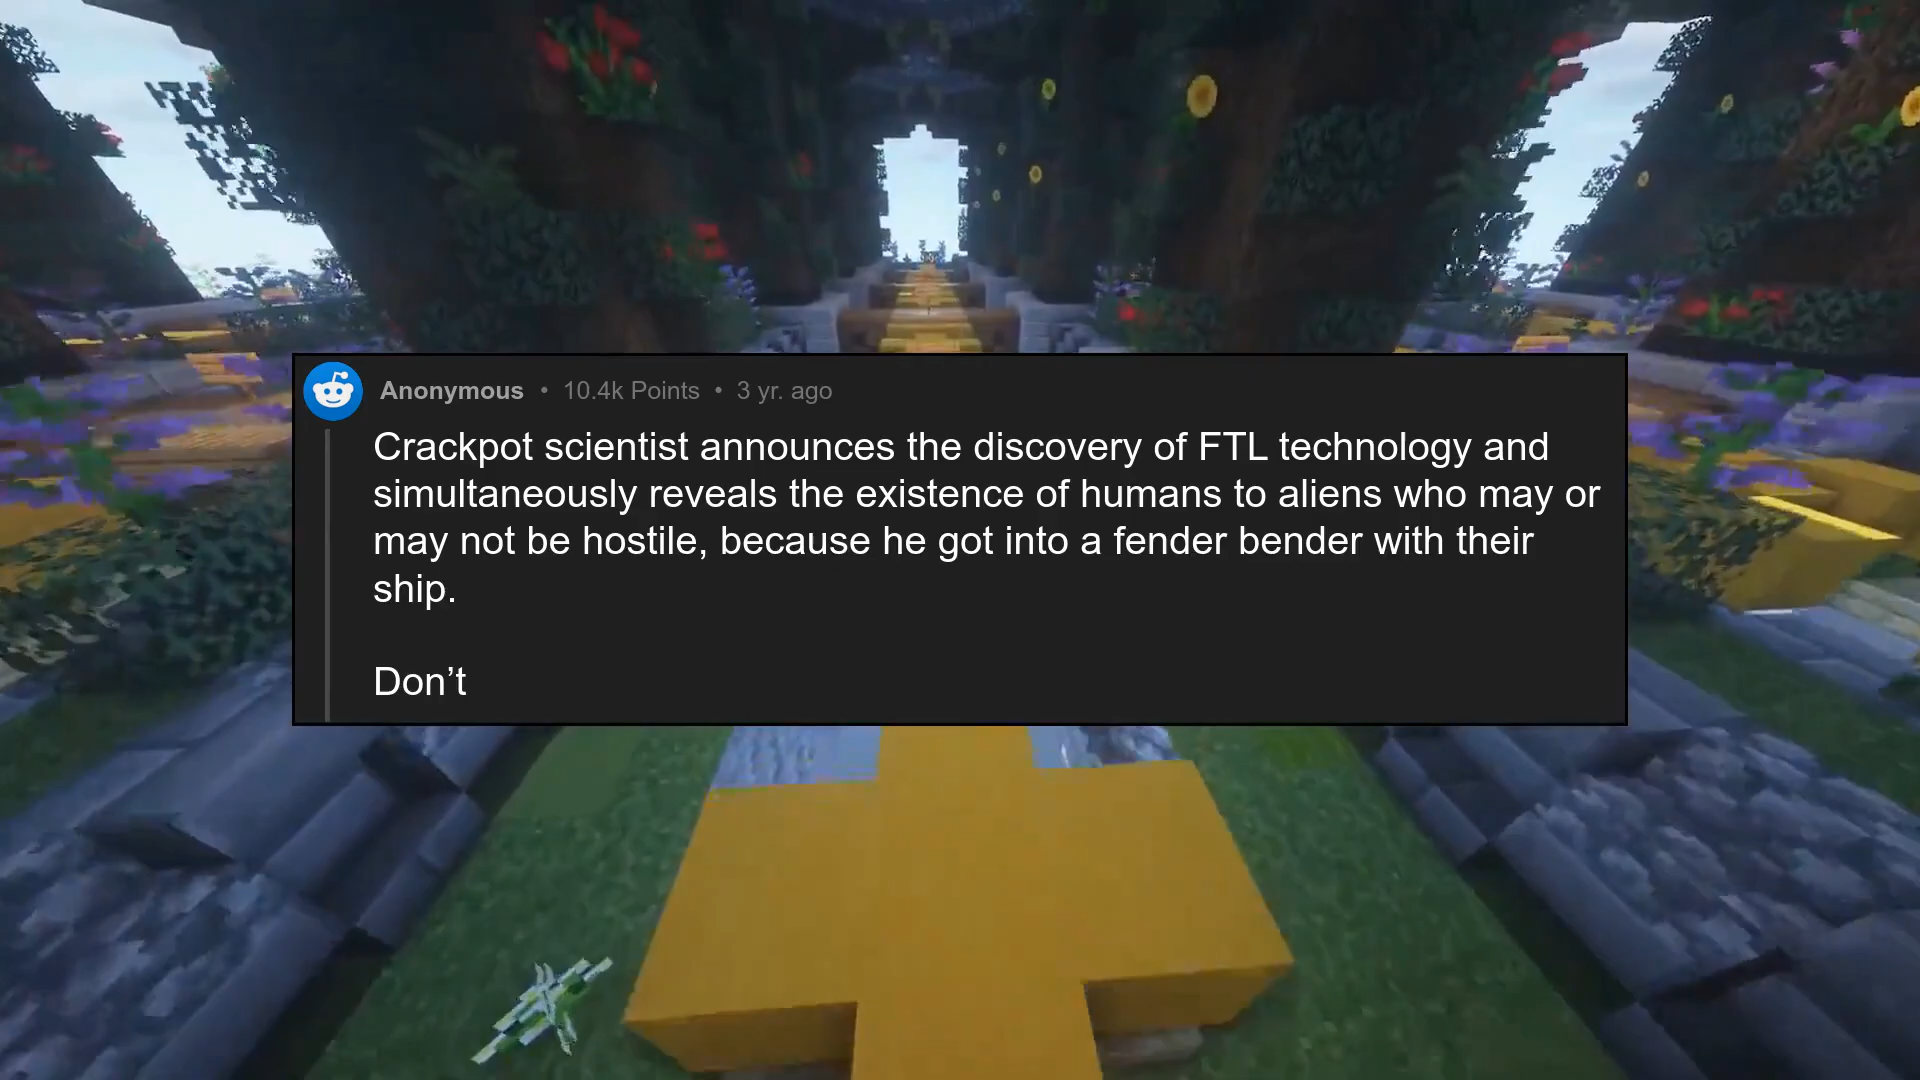 Anonymous • 10.4k Points • 3 yr. ago
Crackpot scientist announces the discovery of FTL technology and
simultaneously reveals the existence of humans to aliens who may or
may not be hostile, because he got into a fender bender with their
ship.
Don’t